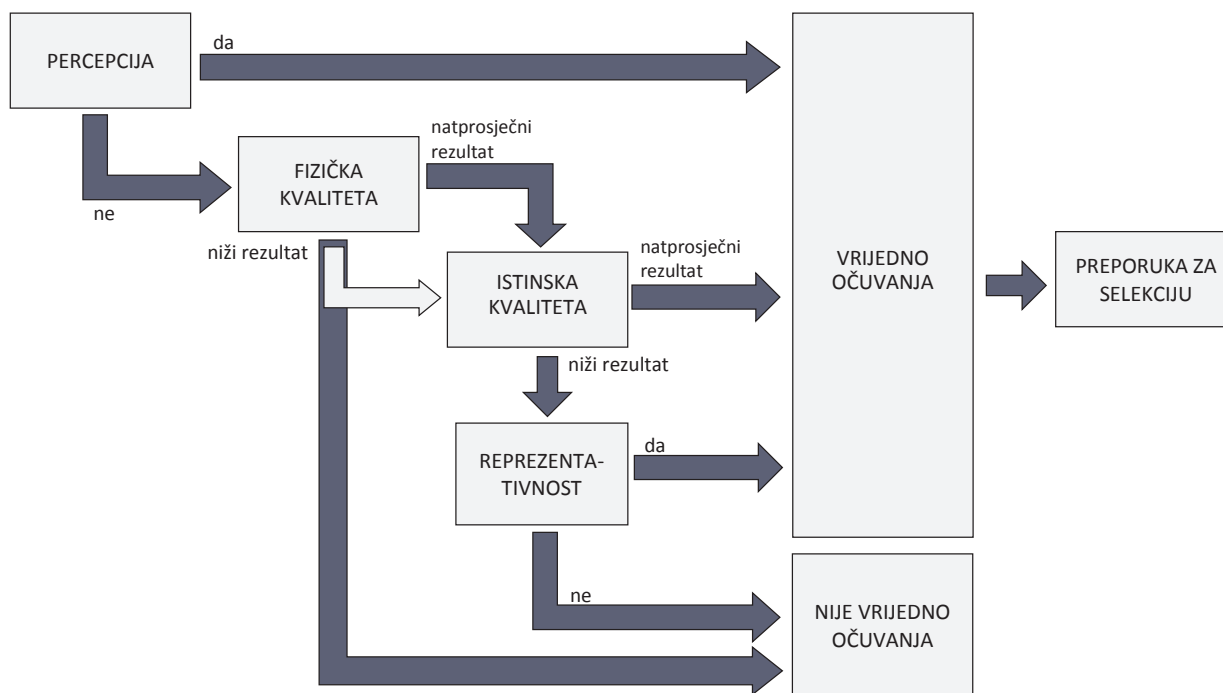 PERCEPCIJA
da
ne
FIZIČKA
KVALITETA
natprosječni
rezultat
niži rezultat
ISTINSKA
KVALITETA
natprosječni
rezultat
niži rezultat
REPREZENTA-
TIVNOST
da
ne
VRIJEDNO
OČUVANJA
PREPORUKA ZA
SELEKCIJU
NIJE VRIJEDNO
OČUVANJA